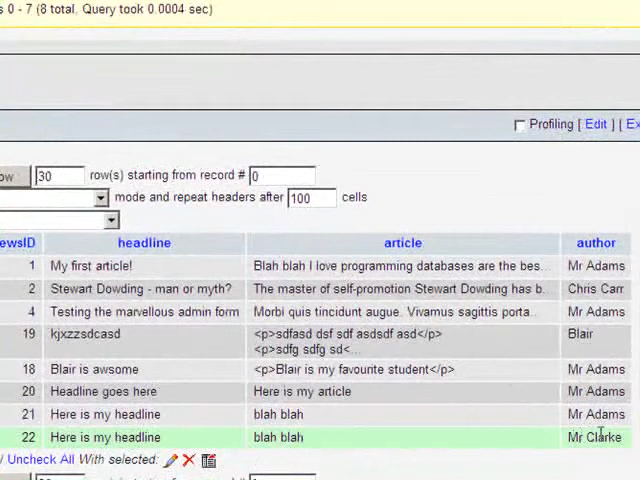 s 0 - 7 (8 total, Query took 0.0004 sec)
Profiling [ Edit ] [ Ex
ow 30 row(s) starting from record # 0
mode and repeat headers after 100 cells
ewsID headline article author
1 My first article! Blah blah I love programming databases are the bes... Mr Adams
2 Stewart Dowding - man or myth? The master of self-promotion Stewart Dowding has b... Chris Carr
4 Testing the marvellous admin form Morbi quis tincidunt augue. Vivamus sagittis porta... Mr Adams
19 kjxzzsdcasd <p>sdfasd dsf sdf asdsdf asd</p> Blair
<p>sdfg sdfg sd<...
18 Blair is awsome <p>Blair is my favourite student</p> Mr Adams
20 Headline goes here Here is my article Mr Adams
21 Here is my headline blah blah Mr Adams
22 Here is my headline blah blah Mr Clarke
/ Uncheck All With selected: